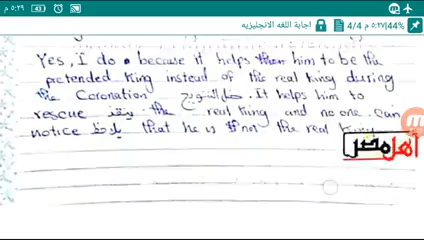 ٥:٢٩ م
43
اجابة اللغه الانجليزيه
4/4
٥:٢٧ م
44%
Yes, I do because it helps him to be the
pretended King instead of the real king during
the Coronation حفل التتويج. It helps him to
rescue ينقذ the real king and no one can
notice يلاحظ that he is not the real king
أهل مصر